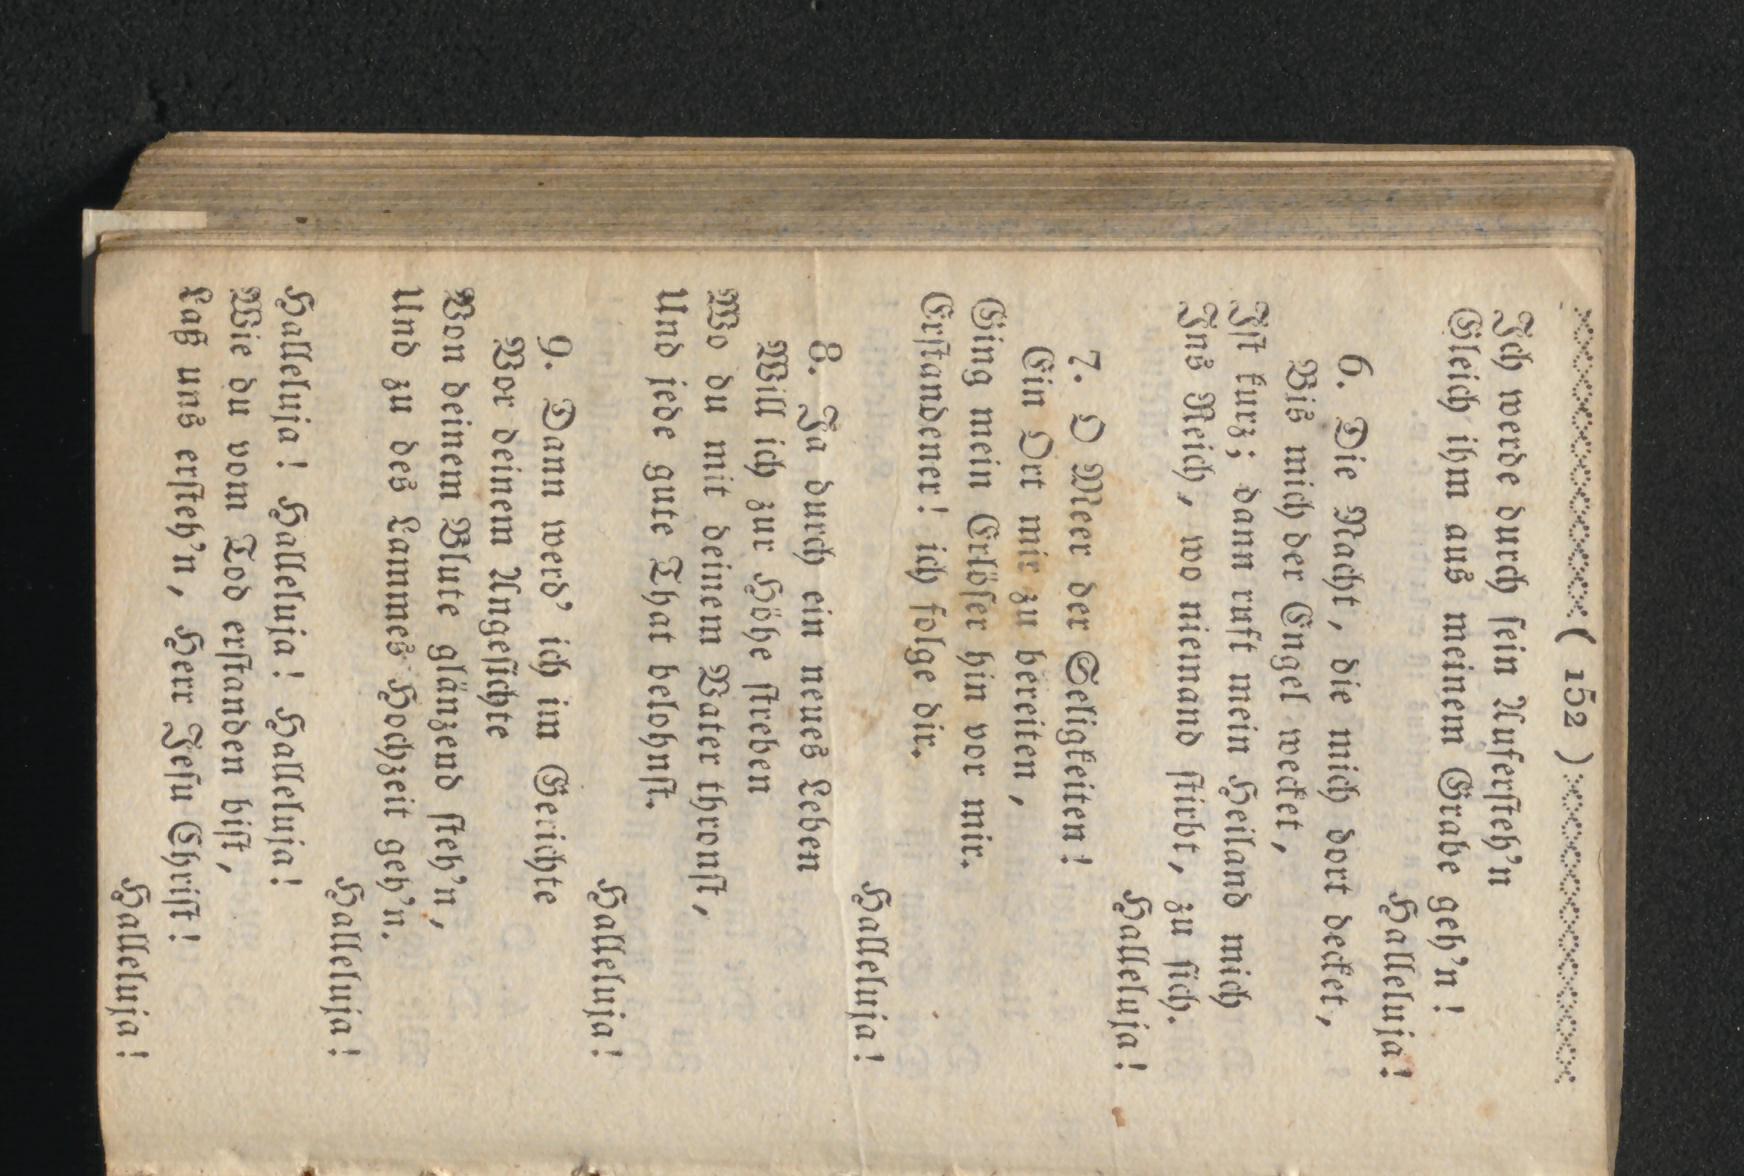 ( 152 )
Ich werde durch sein Aufersteh'n
Gleich ihm aus meinem Grabe geh'n!
Halleluja!
6. Die Nacht, die mich dort decket,
Bis mich der Engel wecket,
Ist kurz; dann ruft mein Heiland mich
Ins Reich, wo niemand stirbt, zu sich.
Halleluja!
7. O Meer der Seligkeiten!
Ein Ort mir zu bereiten,
Ging mein Erlöser hin vor mir.
Erstandener! ich folge dir.
Halleluja!
8. Ja durch ein neues Leben
Will ich zur Höhe streben
Wo du mit deinem Vater thronst,
Und jede gute That belohnst.
Halleluja!
9. Dann werd' ich im Gerichte
Vor deinem Angesichte
Von deinem Blute glänzend steh'n,
Und zu des Lammes Hochzeit geh'n.
Halleluja!
Halleluja! Halleluja! Halleluja!
Wie du vom Tod erstanden bist,
Laß uns ersteh'n, Herr Jesu Christ!
Halleluja!